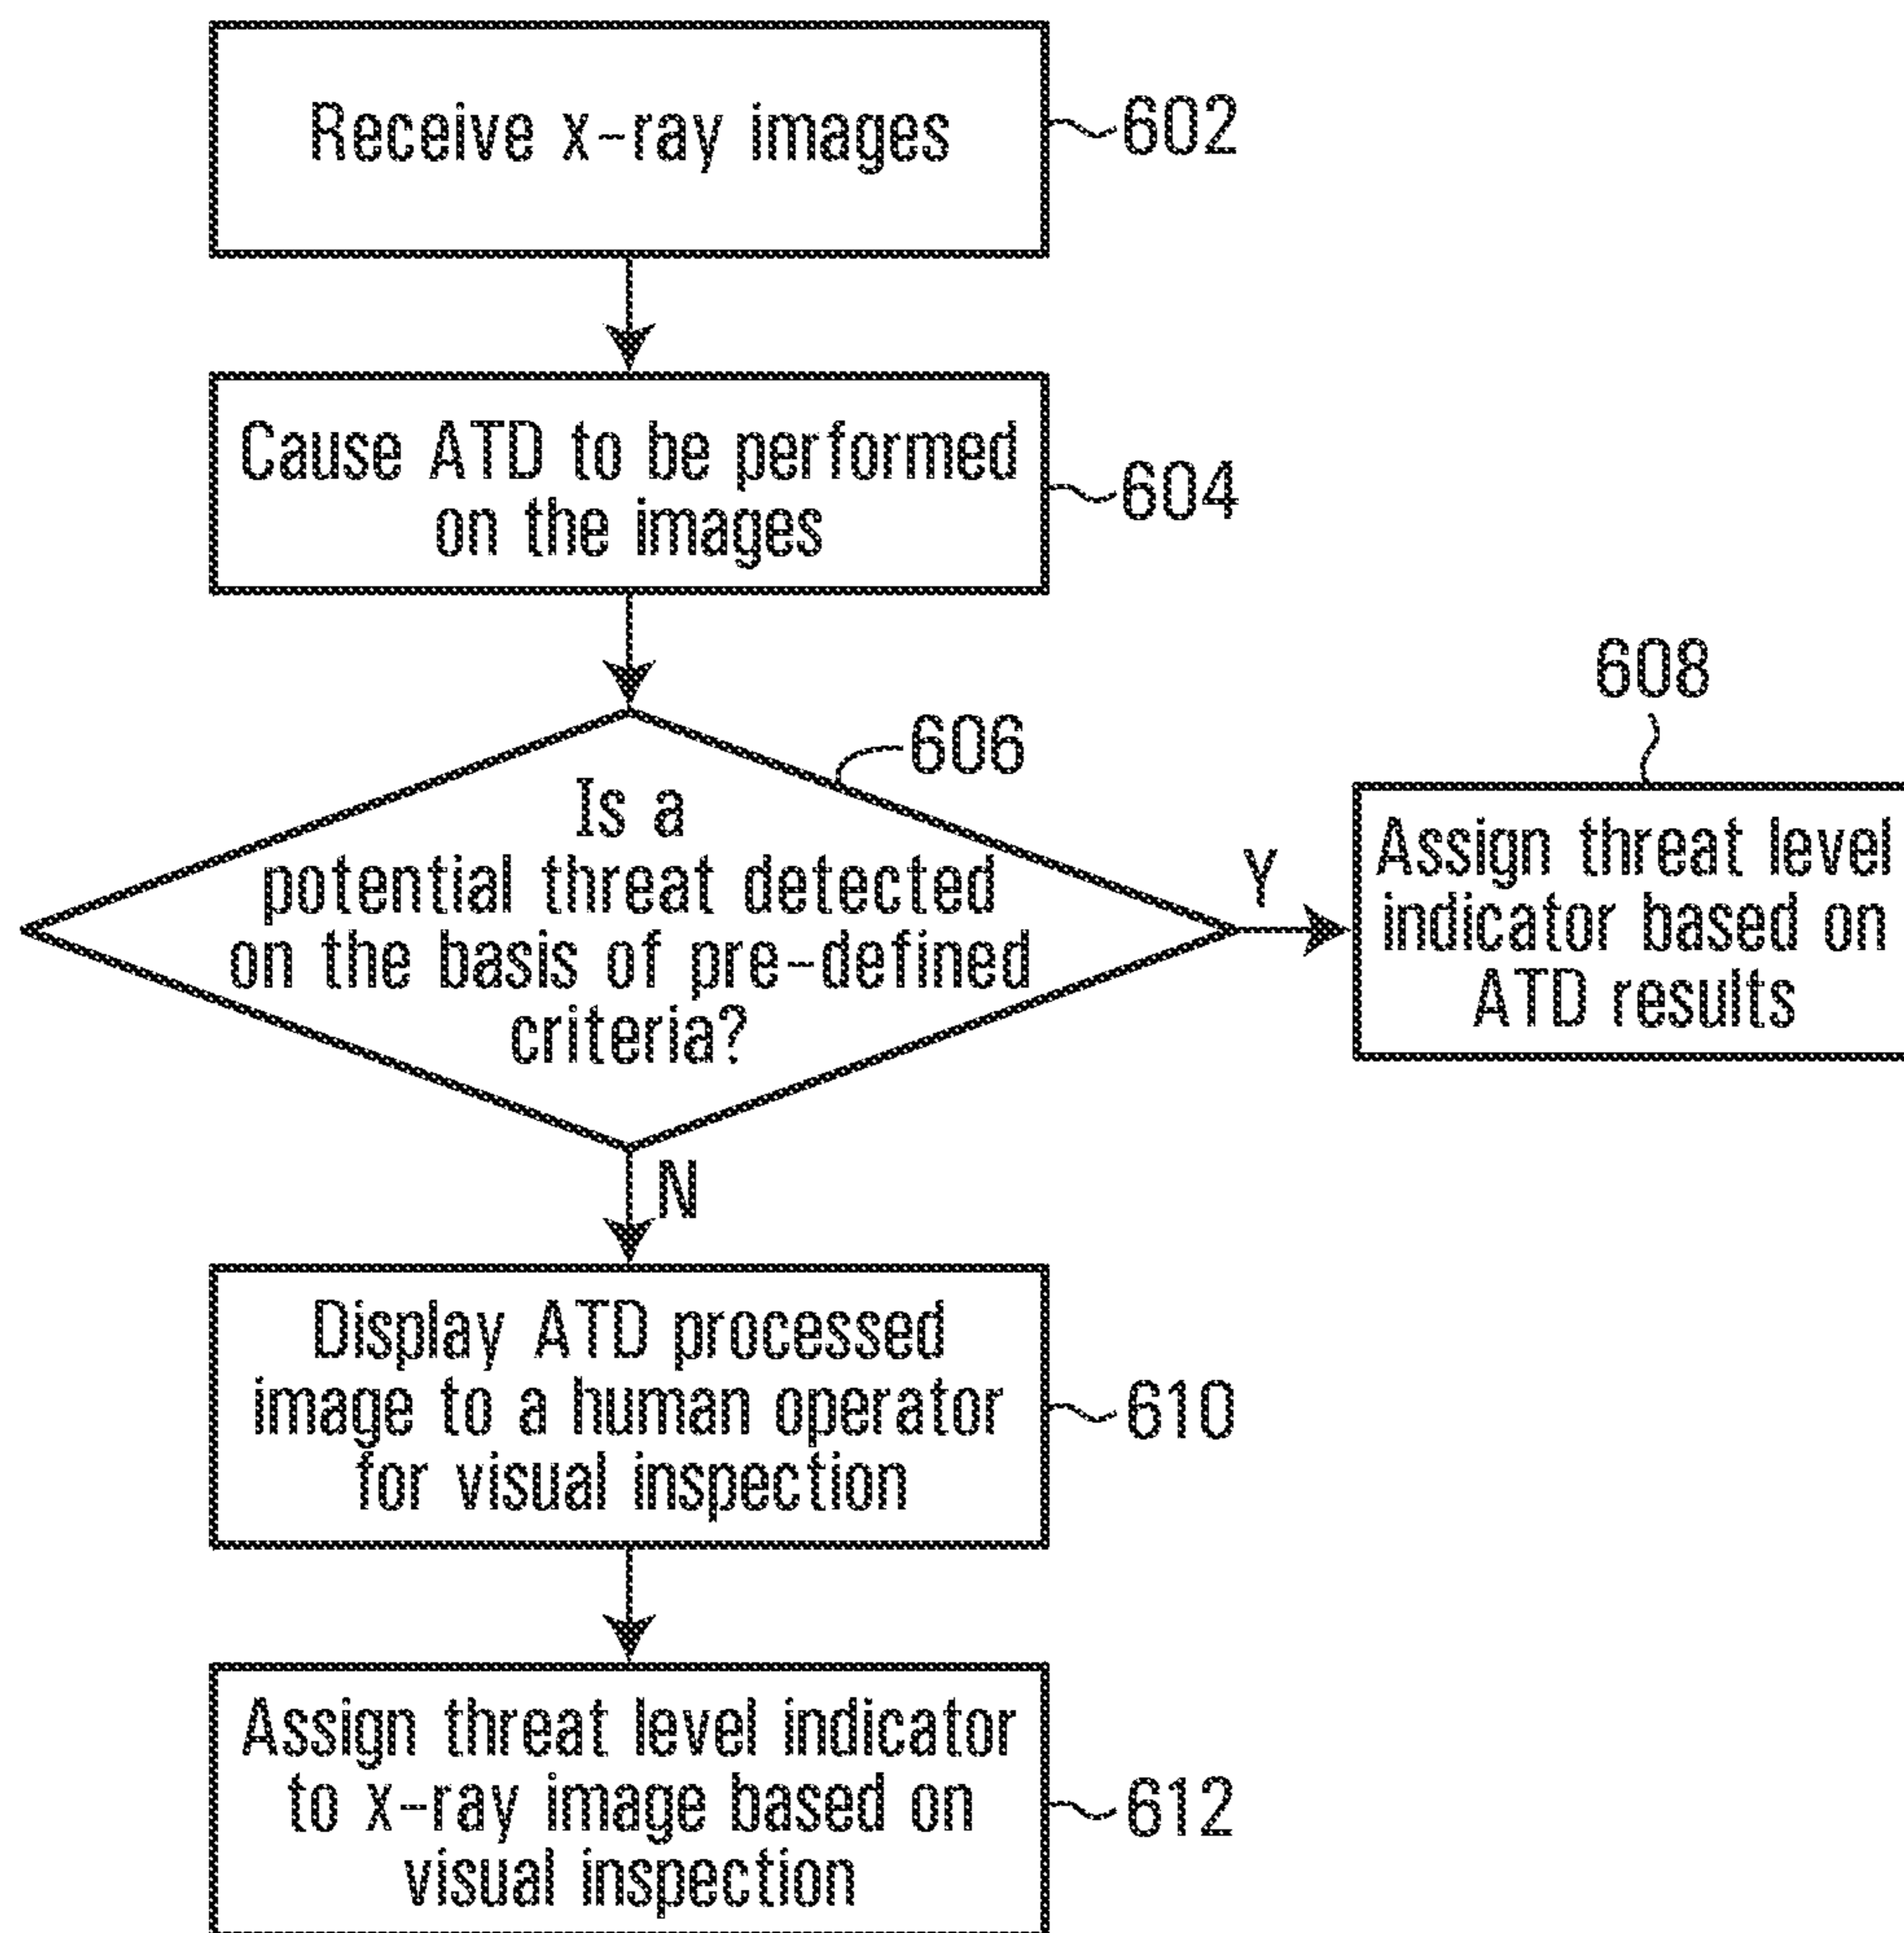 Receive x-ray images
602
Cause ATD to be performed
on the images
604
606
Is a
potential threat detected
on the basis of pre-defined
criteria?
Y
608
Assign threat level
indicator based on
ATD results
N
Display ATD processed
image to a human operator
for visual inspection
610
Assign threat level indicator
to x-ray image based on
visual inspection
612